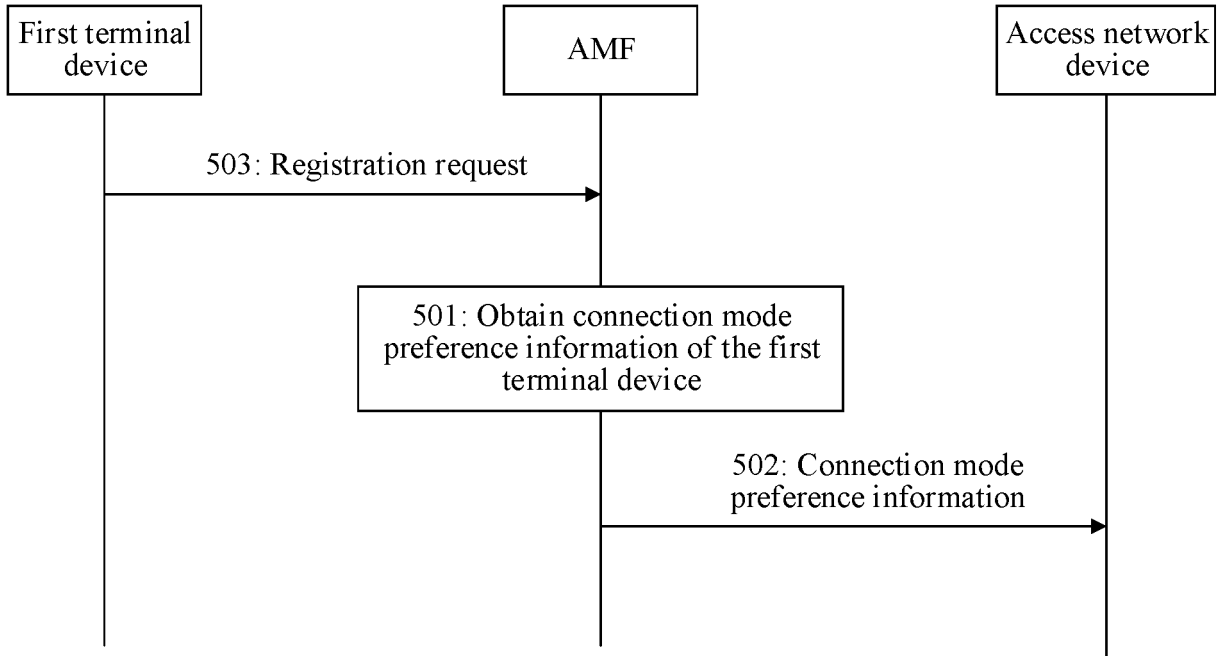 First terminal
device
AMF
Access network
device
503: Registration request
501: Obtain connection mode
preference information of the first
terminal device
502: Connection mode
preference information